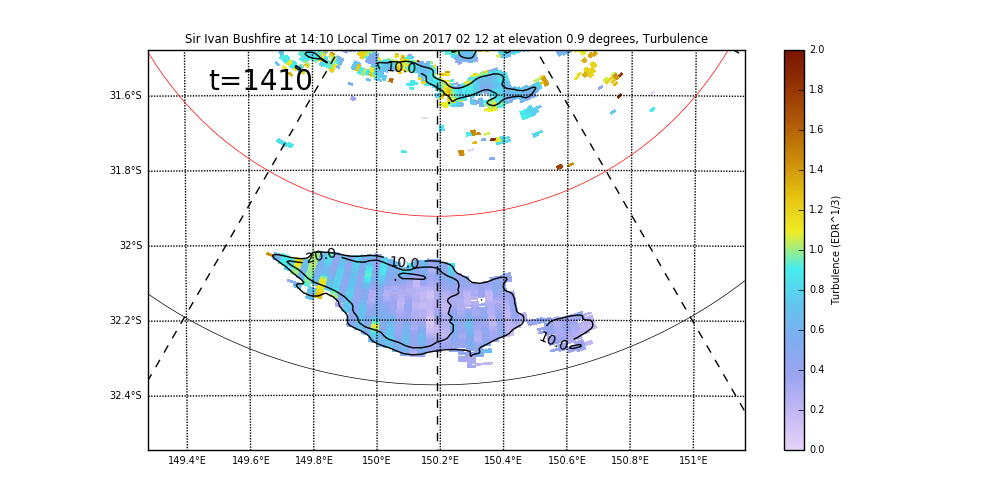 Sir Ivan Bushfire at 14:10 Local Time on 2017 02 12 at elevation 0.9 degrees, Turbulence
t=1410
10.0
20.0
10.0
10.0
31.6°S
31.8°S
32°S
32.2°S
32.4°S
149.4°E 149.6°E 149.8°E 150°E 150.2°E 150.4°E 150.6°E 150.8°E 151°E
2.0
1.8
1.6
1.4
1.2
1.0
0.8
0.6
0.4
0.2
0.0
Turbulence (EDR^1/3)